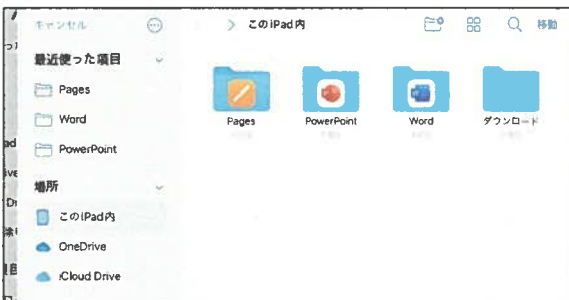 キャンセル
このiPad内
移動
最近使った項目
Pages
Word
PowerPoint
場所
このiPad内
OneDrive
iCloud Drive
Pages
PowerPoint
Word
ダウンロード